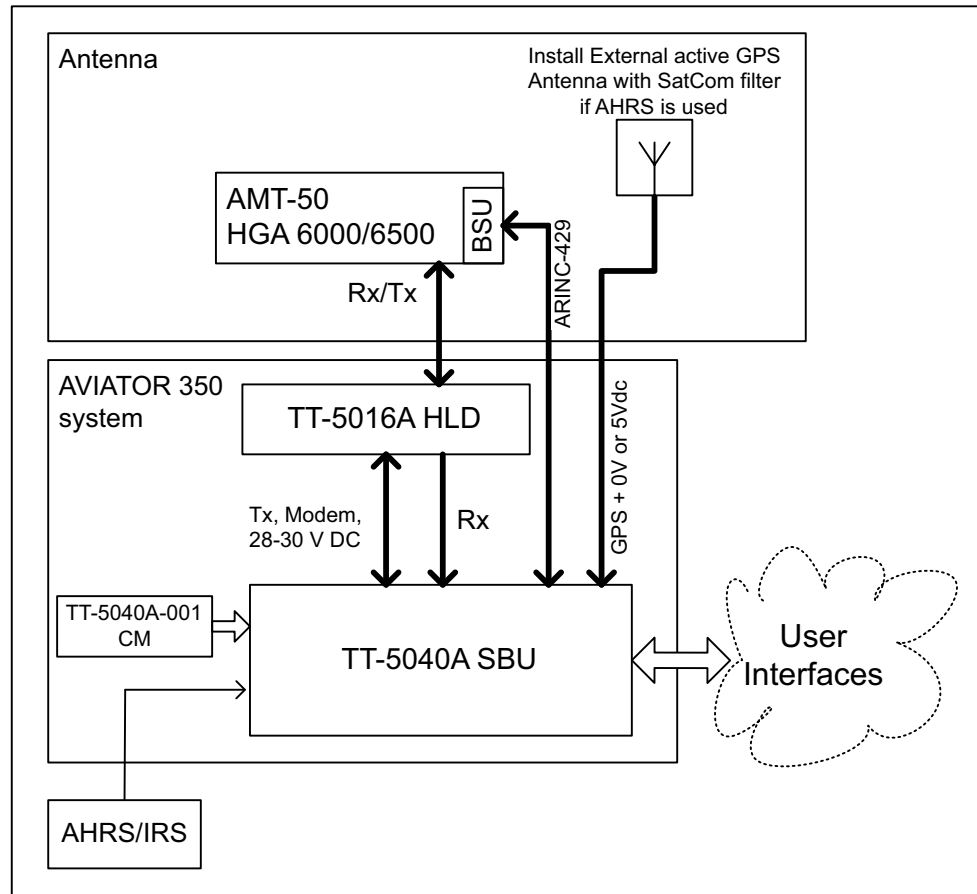 Antenna
Install External active GPS
Antenna with SatCom filter
if AHRS is used
AMT-50
HGA 6000/6500
BSU
Rx/Tx
ARINC-429
AVIATOR 350
system
TT-5016A HLD
GPS + 0V or 5Vdc
Tx, Modem,
28-30 V DC
Rx
TT-5040A-001
CM
TT-5040A SBU
User
Interfaces
AHRS/IRS